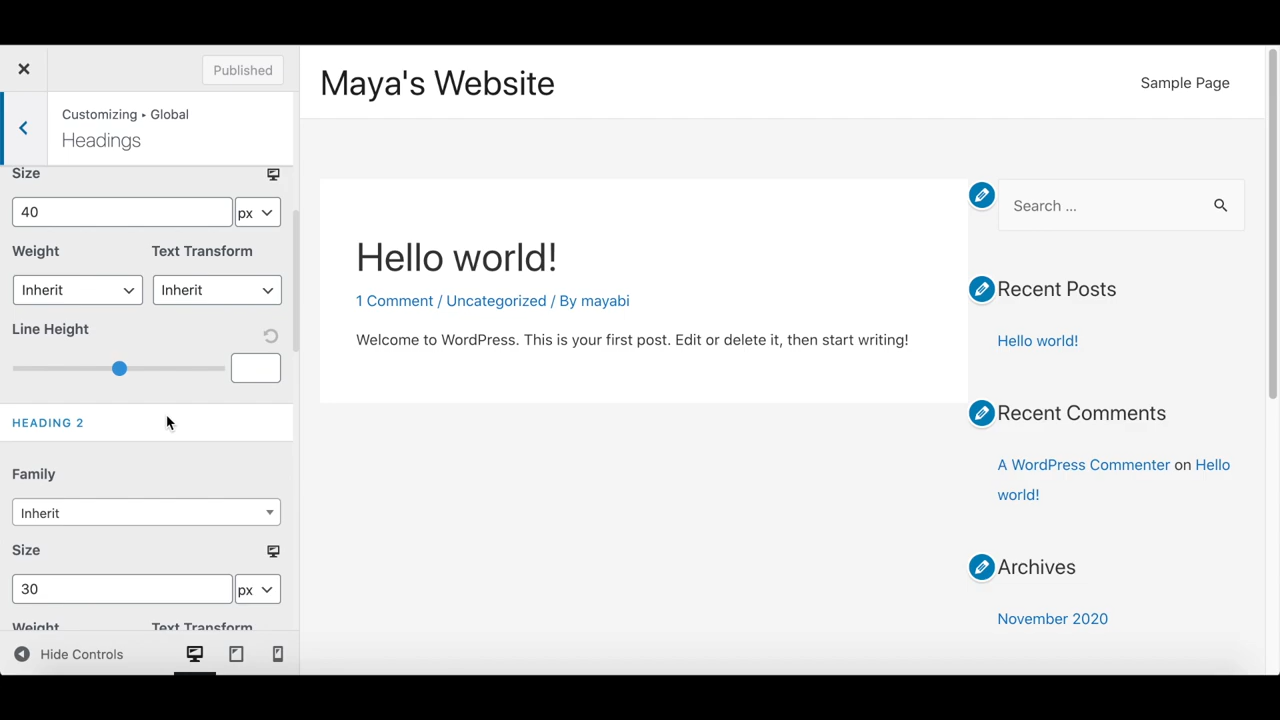 Published
Customizing ▸ Global
Headings
Size
40
px
Weight
Text Transform
Inherit
Inherit
Line Height
HEADING 2
Family
Inherit
Size
30
px
Weight
Text Transform
Hide Controls
Maya's Website
Sample Page
Hello world!
1 Comment / Uncategorized / By mayabi
Welcome to WordPress. This is your first post. Edit or delete it, then start writing!
Search ...
Recent Posts
Hello world!
Recent Comments
A WordPress Commenter on Hello
world!
Archives
November 2020